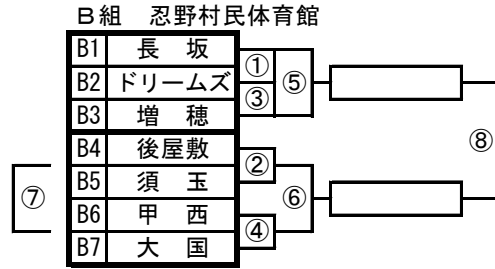 B組 忍野村民体育館
B1 長坂 ①
B2 ドリームズ ⑤
B3 増穂 ③
⑧
B4 後屋敷 ②
B5 須玉
⑦ ⑥
B6 甲西 ④
B7 大国